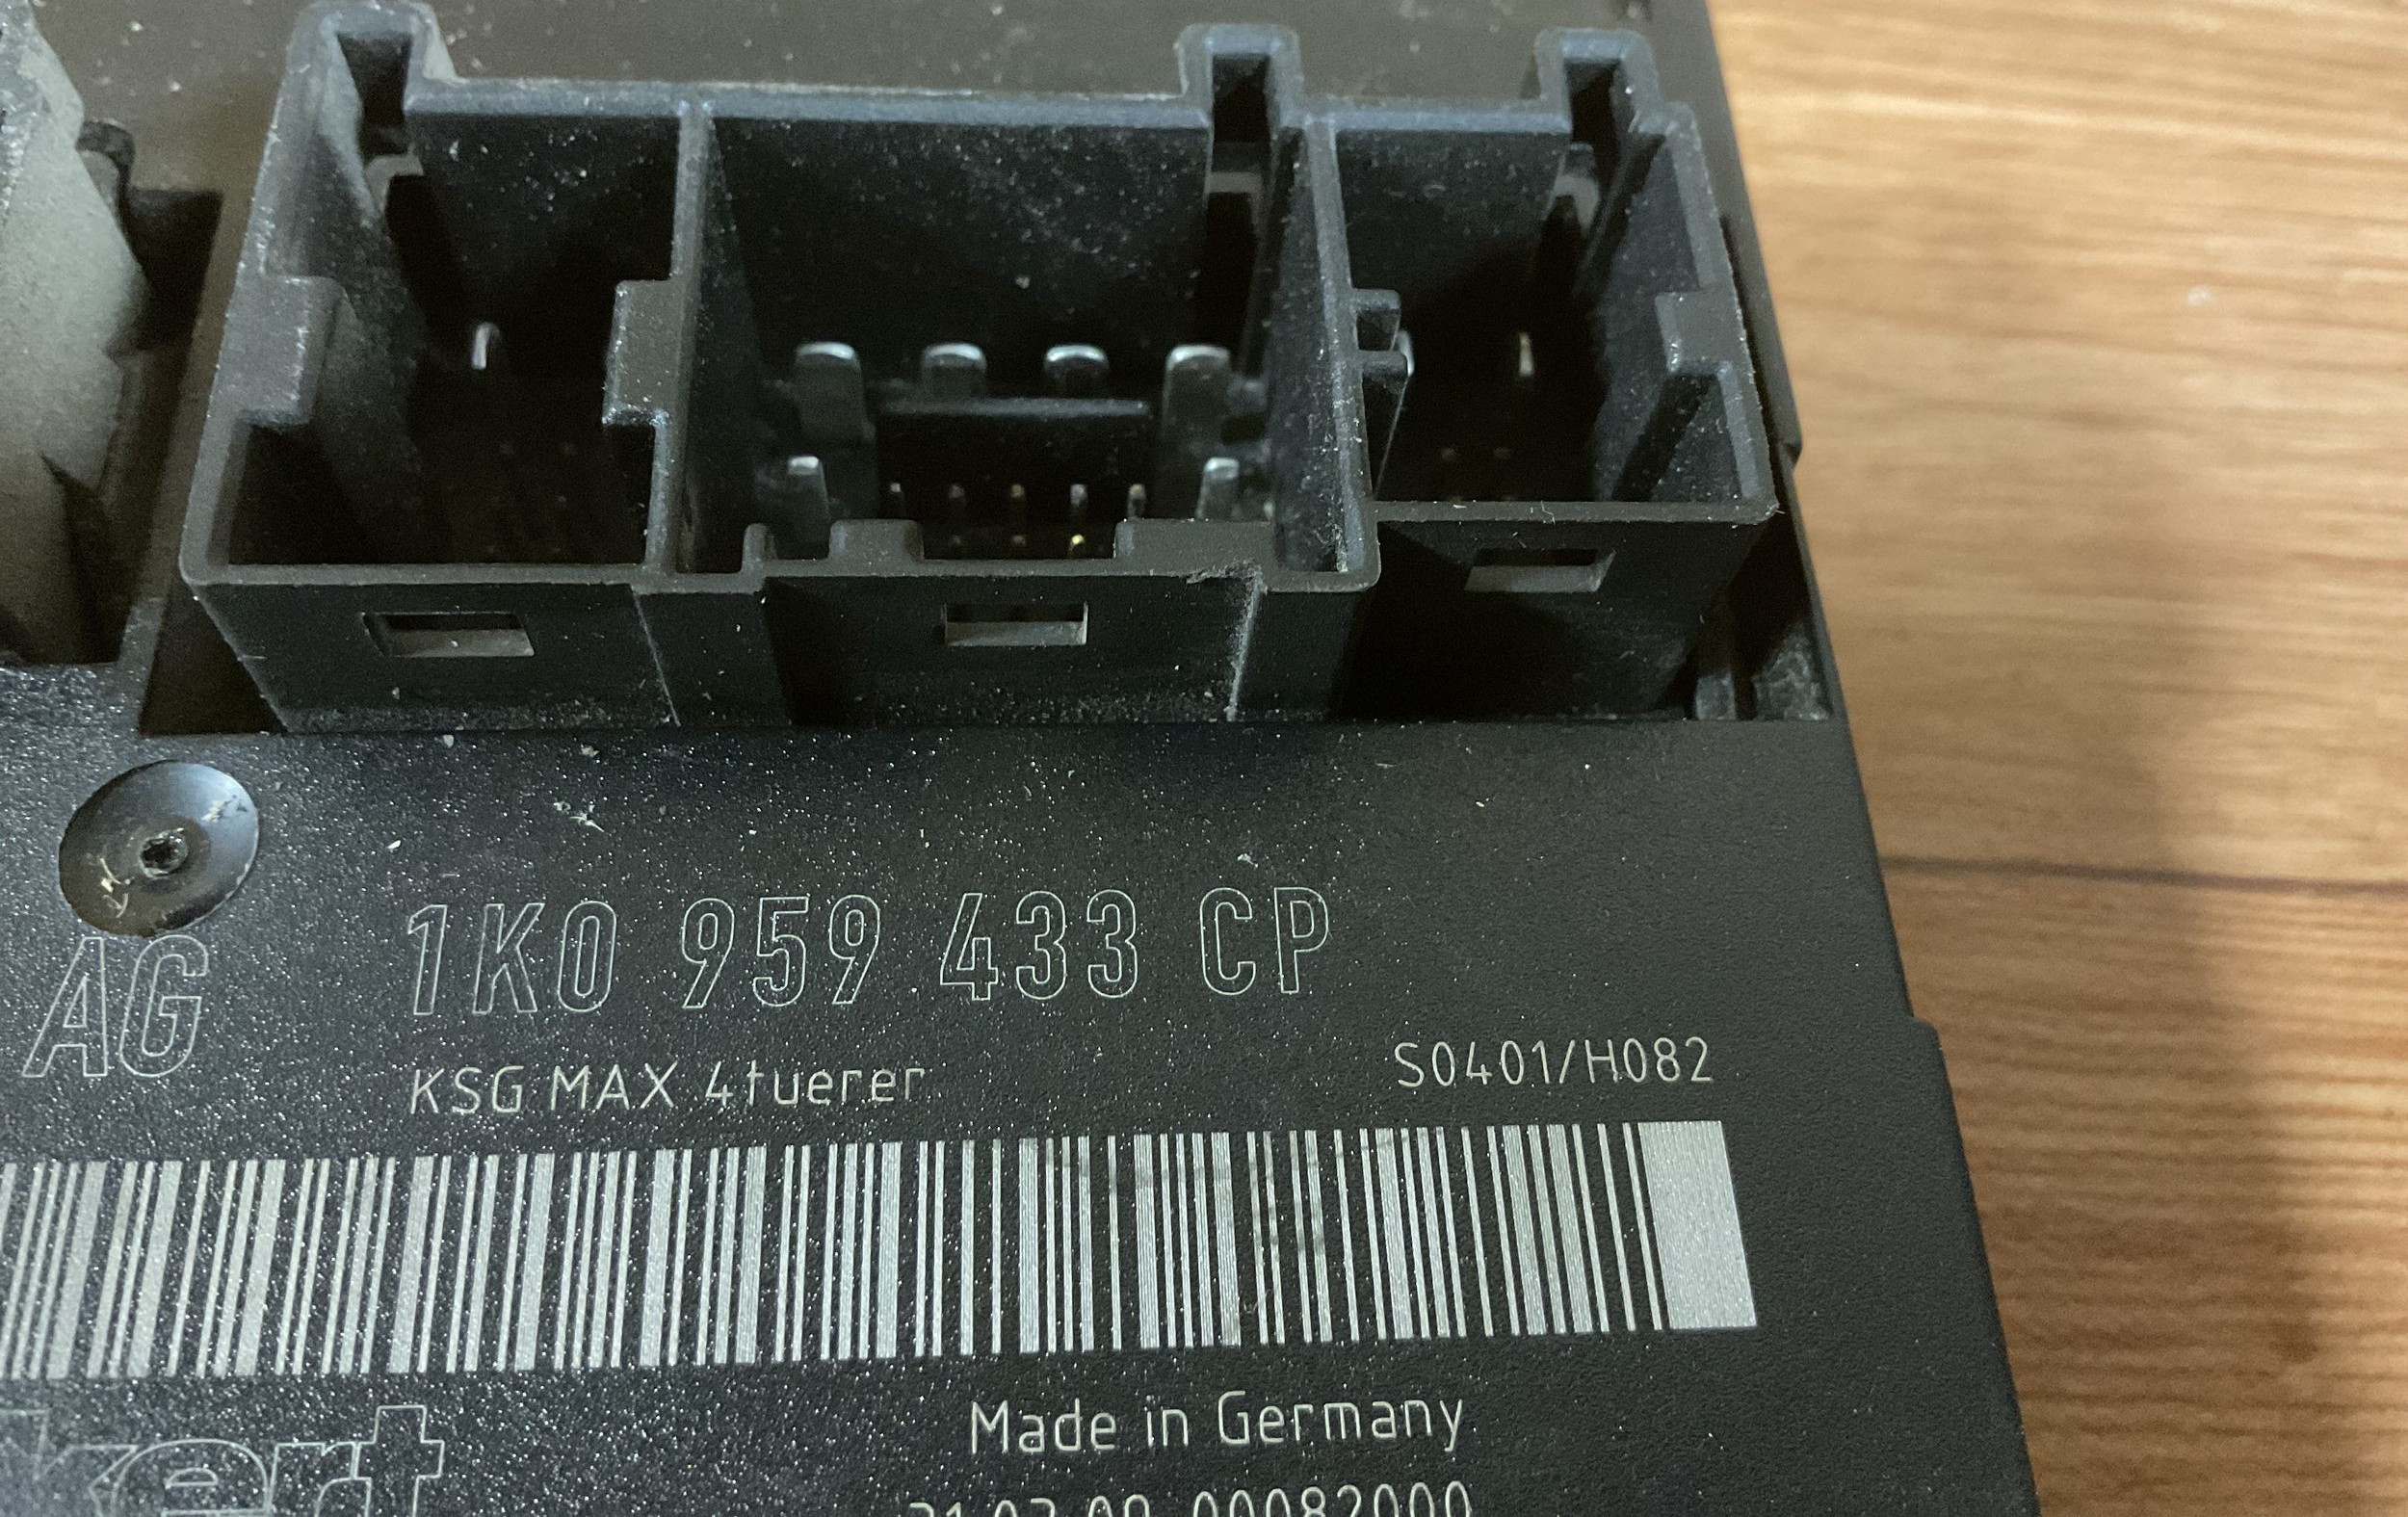 AG 1K0 959 433 CP
KSG MAX 4tuerer S0401/H082
Made in Germany